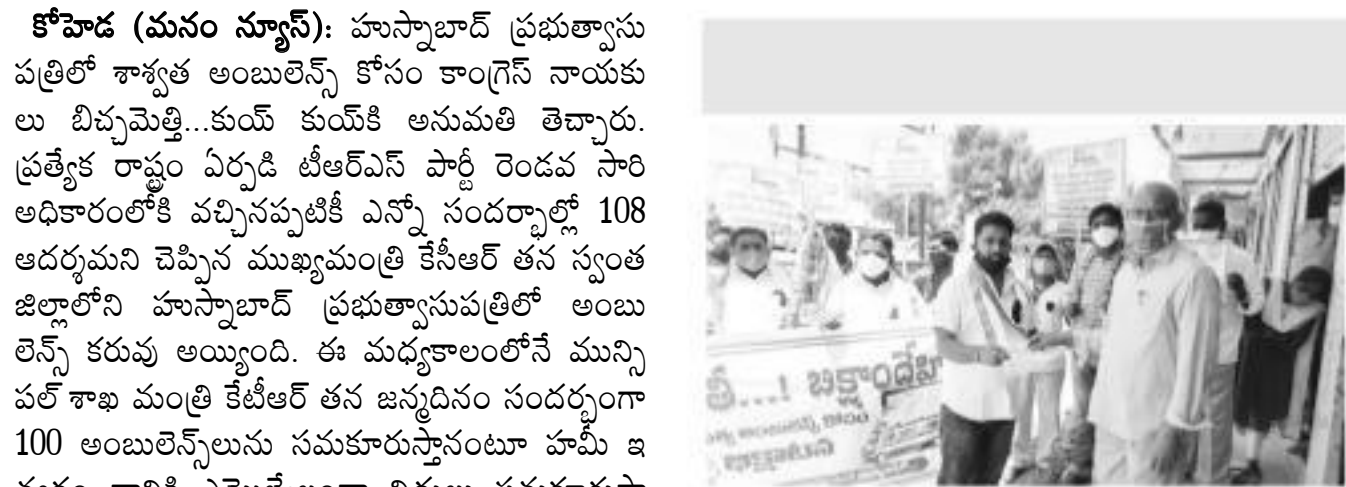 కోహెడ (మనం న్యూస్): హుస్నాబాద్ ప్రభుత్వాసు
పత్రిలో శాశ్వత అంబులెన్స్ కోసం కాంగ్రెస్ నాయకు
లు బిచ్చమెత్తి...కుయ్ కుయ్‌కి అనుమతి తెచ్చారు.
ప్రత్యేక రాష్ట్రం ఏర్పడి టీఆర్ఎస్ పార్టీ రెండవ సారి
అధికారంలోకి వచ్చినప్పటికీ ఎన్నో సందర్భాల్లో 108
ఆదర్శమని చెప్పిన ముఖ్యమంత్రి కేసీఆర్ తన స్వంత
జిల్లాలోని హుస్నాబాద్ ప్రభుత్వాసుపత్రిలో అంబు
లెన్స్ కరువు అయ్యింది. ఈ మధ్యకాలంలోనే మున్సి
పల్ శాఖ మంత్రి కేటీఆర్ తన జన్మదినం సందర్భంగా
100 అంబులెన్స్‌లును సమకూరుస్తానంటూ హమీ ఇ
తీ...! బిక్షాందేహి